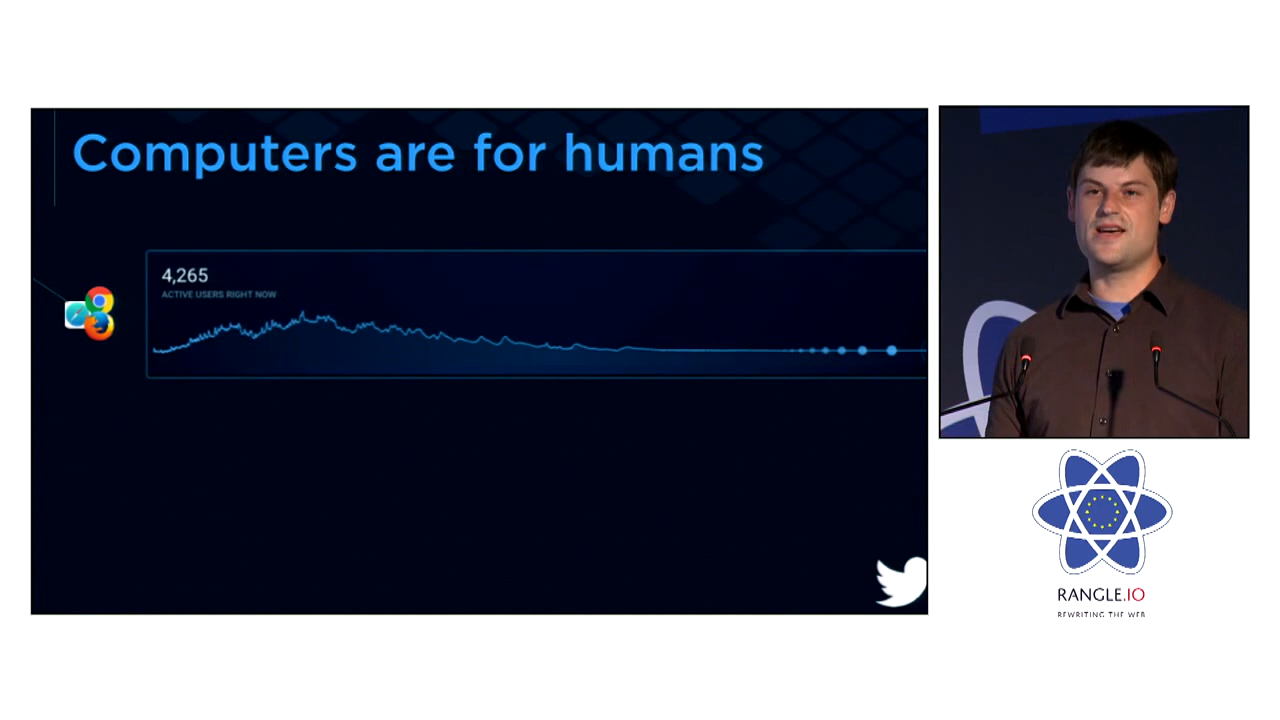 Computers are for humans
4,265
ACTIVE USERS RIGHT NOW
RANGLE.IO
REWRITING THE WEB